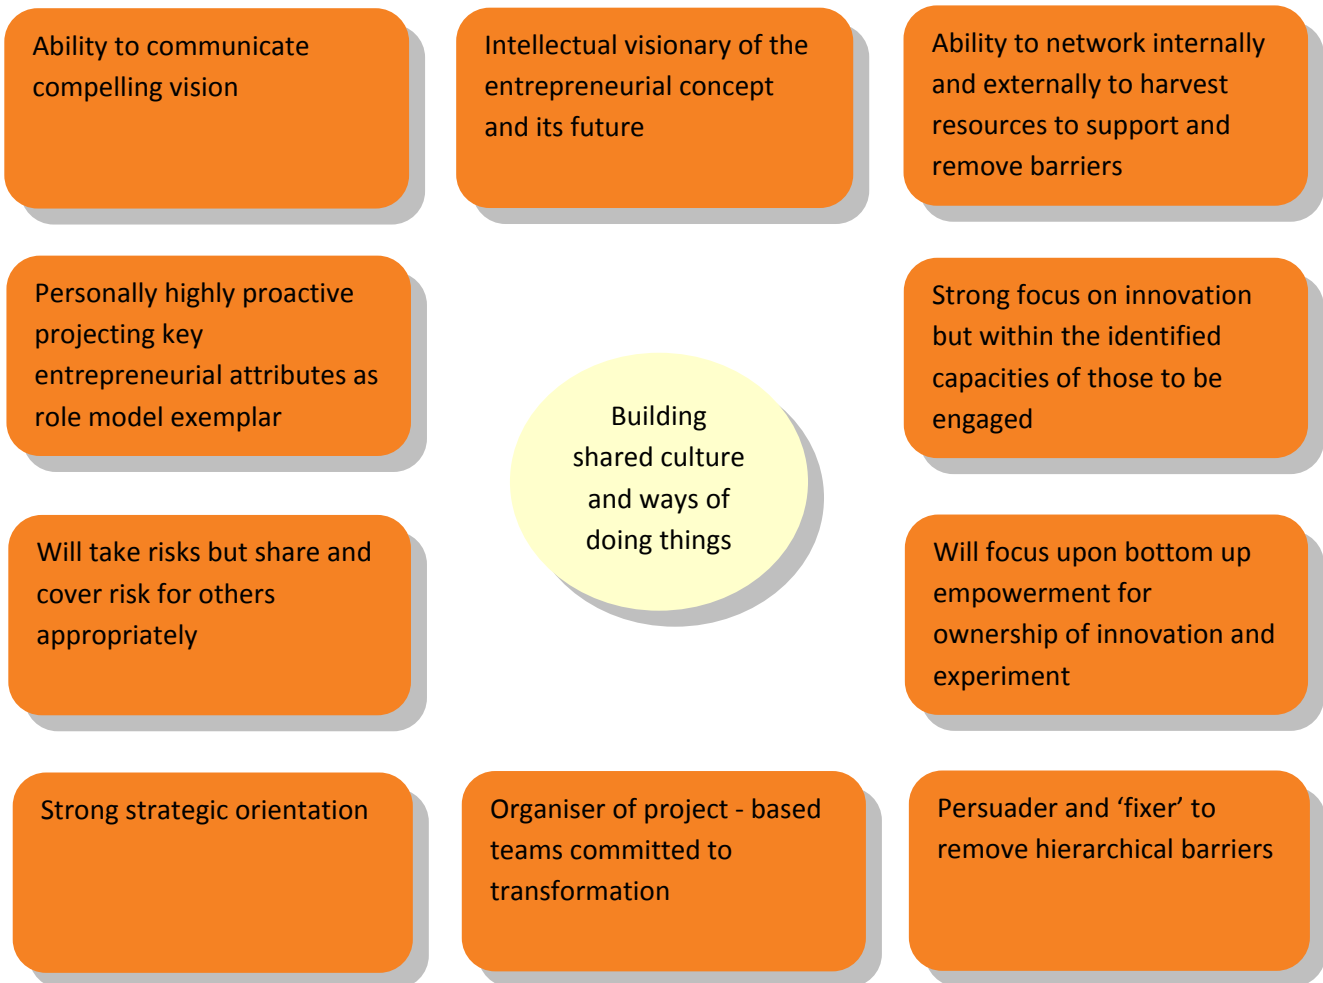 Ability to communicate
compelling vision
Intellectual visionary of the
entrepreneurial concept
and its future
Ability to network internally
and externally to harvest
resources to support and
remove barriers
Personally highly proactive
projecting key
entrepreneurial attributes as
role model exemplar
Strong focus on innovation
but within the identified
capacities of those to be
engaged
Building
shared culture
and ways of
doing things
Will take risks but share and
cover risk for others
appropriately
Will focus upon bottom up
empowerment for
ownership of innovation and
experiment
Strong strategic orientation
Organiser of project - based
teams committed to
transformation
Persuader and ‘fixer’ to
remove hierarchical barriers